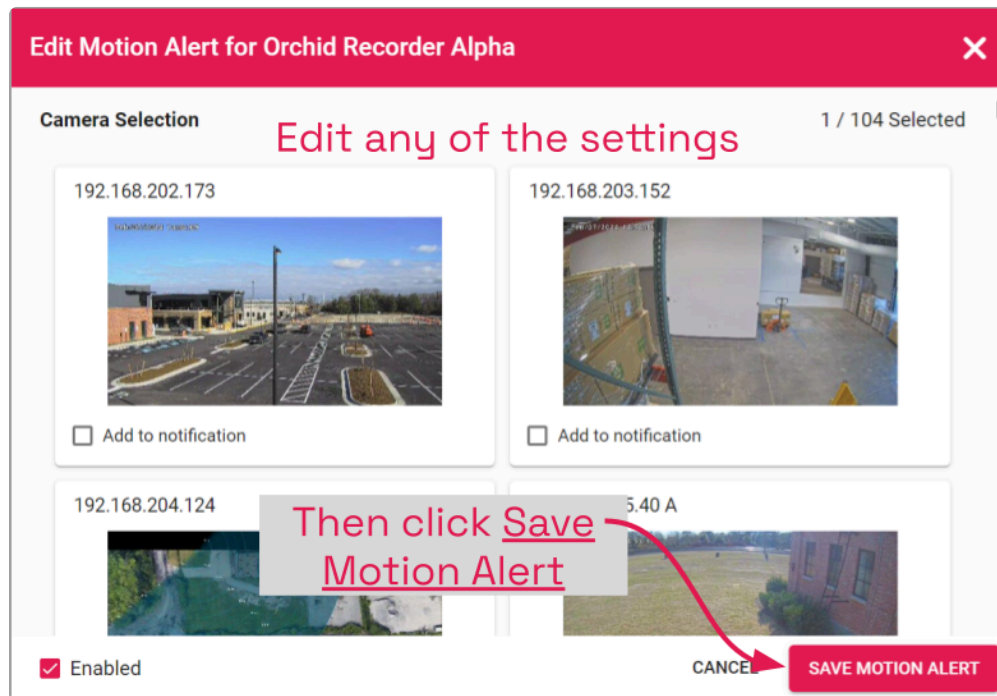 Edit Motion Alert for Orchid Recorder Alpha
Camera Selection
1 / 104 Selected
Edit any of the settings
192.168.202.173
192.168.203.152
Add to notification
Add to notification
192.168.204.124
5.40 A
Then click Save
Motion Alert
Enabled
CANCEL
SAVE MOTION ALERT